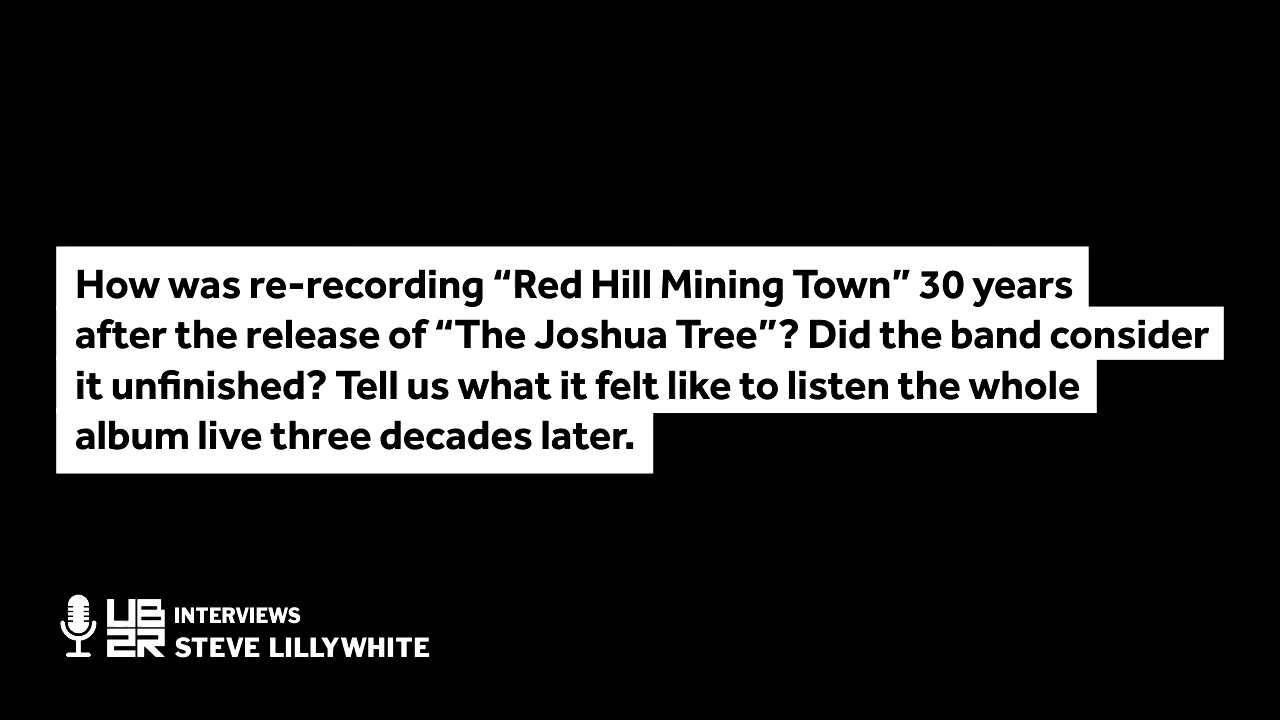 How was re-recording “Red Hill Mining Town” 30 years
after the release of “The Joshua Tree”? Did the band consider
it unfinished? Tell us what it felt like to listen the whole
album live three decades later.
UB
2R
INTERVIEWS
STEVE LILLYWHITE